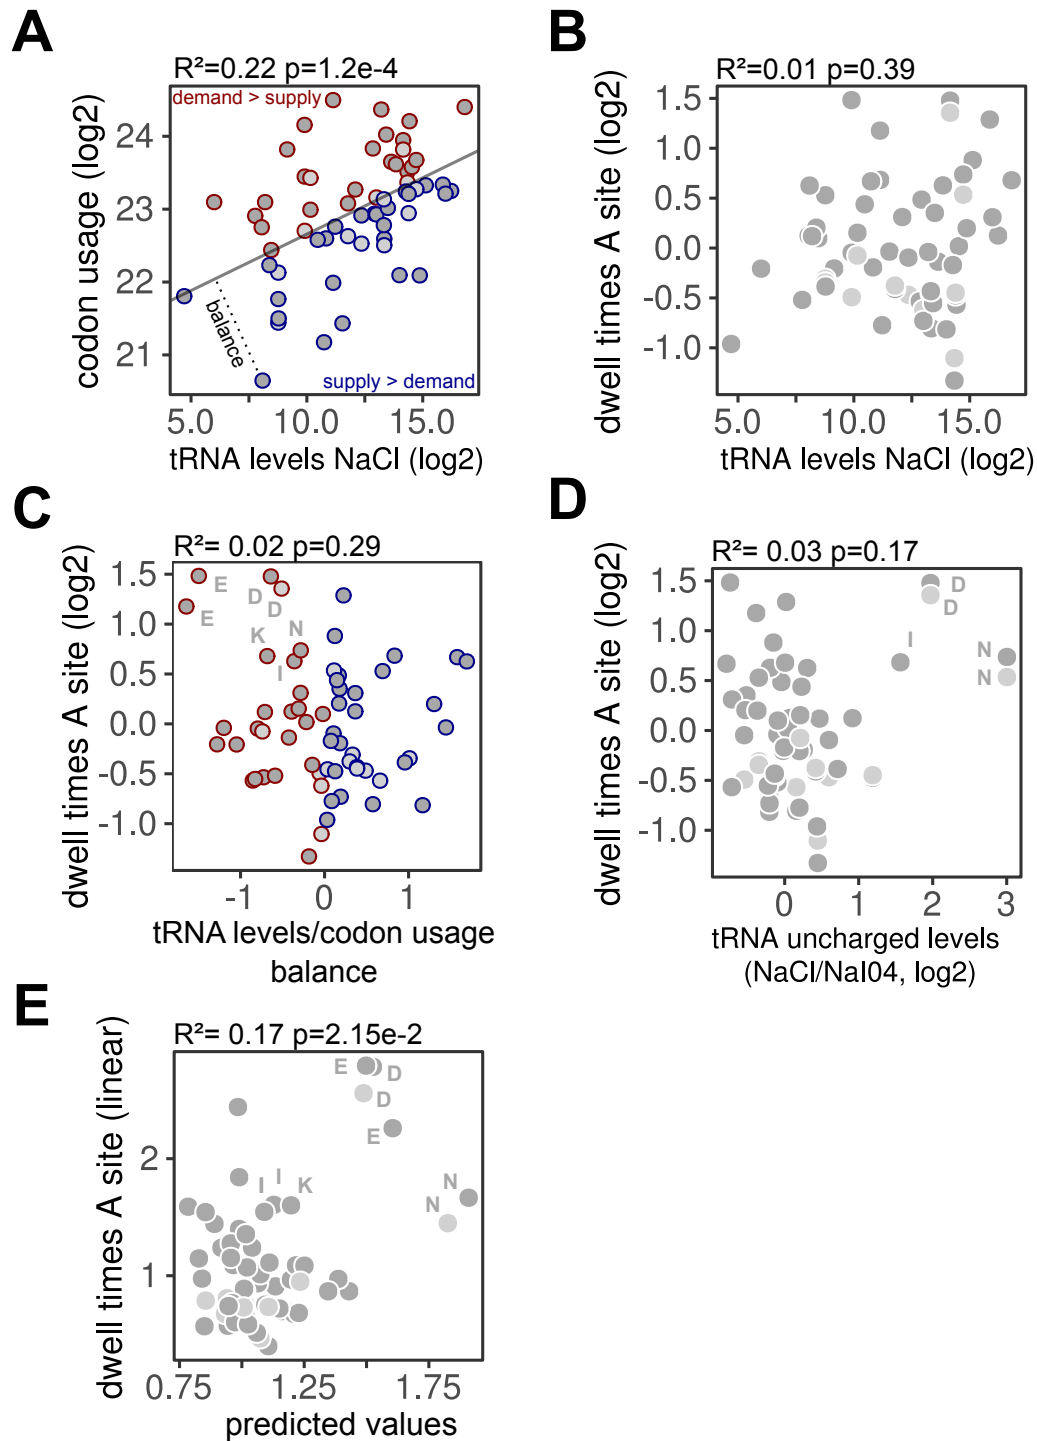 A
R²=0.22 p=1.2e-4
demand > supply
codon usage (log2)
24
23
22
21
balance
supply > demand
5.0 10.0 15.0
tRNA levels NaCl (log2)
B
R²=0.01 p=0.39
dwell times A site (log2)
1.5
1.0
0.5
0.0
-0.5
-1.0
5.0 10.0 15.0
tRNA levels NaCl (log2)
C
R²= 0.02 p=0.29
dwell times A site (log2)
1.5
1.0
0.5
0.0
-0.5
-1.0
E
E
D
D
K
N
I
-1 0 1
tRNA levels/codon usage
balance
D
R²= 0.03 p=0.17
dwell times A site (log2)
1.5
1.0
0.5
0.0
-0.5
-1.0
D
D
I
N
N
0 1 2 3
tRNA uncharged levels
(NaCl/NaI04, log2)
E
R²= 0.17 p=2.15e-2
dwell times A site (linear)
2
1
E
D
D
E
I
I
K
N
N
0.75 1.25 1.75
predicted values